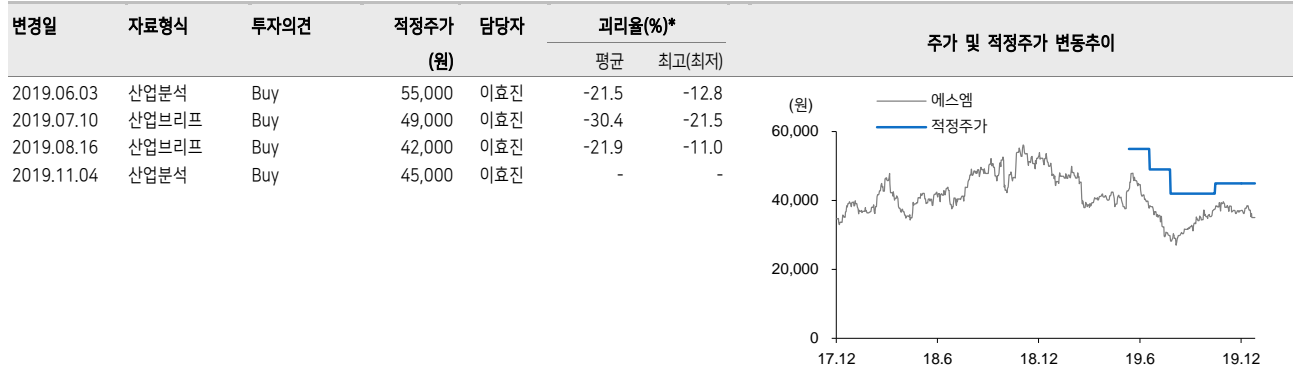 변경일 자료형식 투자의견 적정주가 담당자 괴리율(%)* 주가 및 적정주가 변동추이
(원) 평균 최고(최저)
2019.06.03 산업분석 Buy 55,000 이효진 -21.5 -12.8
2019.07.10 산업브리프 Buy 49,000 이효진 -30.4 -21.5
2019.08.16 산업브리프 Buy 42,000 이효진 -21.9 -11.0
2019.11.04 산업분석 Buy 45,000 이효진 - -
(원)
에스엠
적정주가
60,000
40,000
20,000
0
17.12 18.6 18.12 19.6 19.12